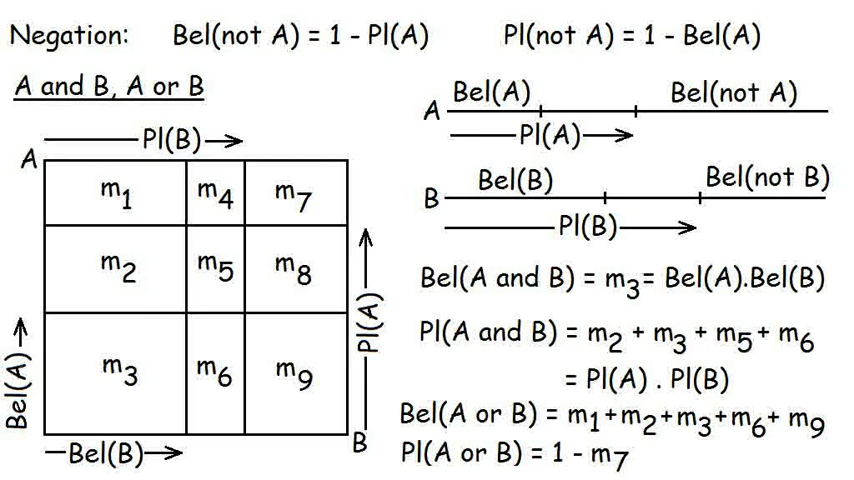 Negation: Bel(not A) = 1 - Pl(A) Pl(not A) = 1 - Bel(A)
A and B, A or B
Pl(B)
A
m1 m4 m7
m2 m5 m8
m3 m6 m9
Bel(A)
Pl(A)
Bel(B)
B
Bel(A) Bel(not A)
A
Pl(A)
Bel(B) Bel(not B)
B
Pl(B)
Bel(A and B) = m3 = Bel(A).Bel(B)
Pl(A and B) = m2 + m3 + m5 + m6
= Pl(A) . Pl(B)
Bel(A or B) = m1+m2+m3+m6+ m9
Pl(A or B) = 1 - m7